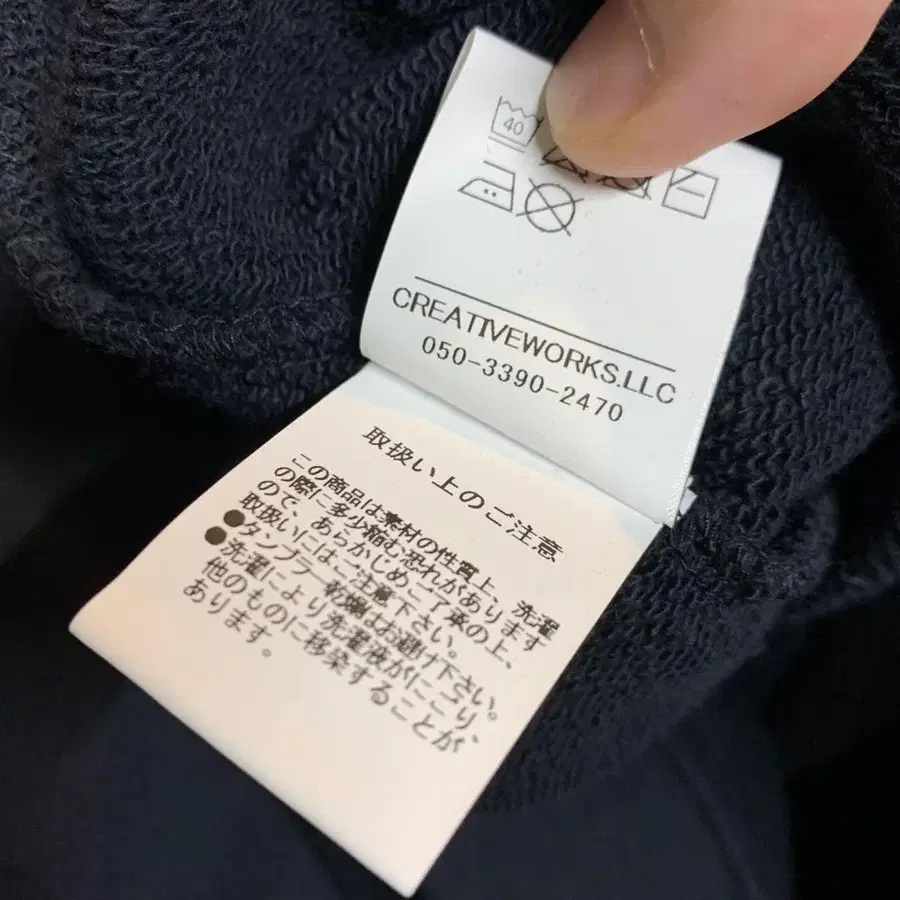 40
CREATIVEWORKS.LLC
050-3390-2470
取扱い上のご注意
この商品は素材の性質上、洗濯
の際に多少縮む恐れがあります
ので、あらかじめご了承の上、
取扱いにはご注意下さい。
●タンブラー乾燥はお避け下さい。
●洗濯により洗濯液がにごり、
他のものに移染することが
あります。